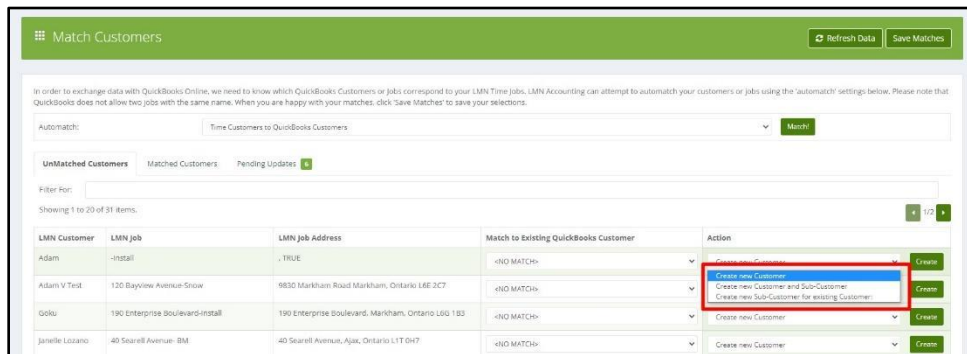 Match Customers
Refresh Data
Save Matches
In order to exchange data with QuickBooks Online, we need to know which QuickBooks Customers or Jobs correspond to your LMN Time Jobs. LMN Accounting can attempt to automatch your customers or jobs using the 'automatch' settings below. Please note that
QuickBooks does not allow two jobs with the same name. When you are happy with your matches, click 'Save Matches' to save your selections.
Automatch: Time Customers to QuickBooks Customers Match!
UnMatched Customers Matched Customers Pending Updates 6
Filter For:
Showing 1 to 20 of 31 items.
1/2
LMN Customer LMN Job LMN Job Address Match to Existing QuickBooks Customer Action
Adam -Install , TRUE <NO MATCH> Create new Customer Create
Create new Customer
Create new Customer and Sub-Customer
Create new Sub-Customer for existing Customer:
Adam V Test 120 Bayview Avenue-Snow 9830 Markham Road Markham, Ontario L6E 2C7 <NO MATCH> Create
Goku 190 Enterprise Boulevard-Install 190 Enterprise Boulevard, Markham, Ontario L6G 1B3 <NO MATCH> Create new Customer Create
Janelle Lozano 40 Searell Avenue- BM 40 Searell Avenue, Ajax, Ontario L1T 0H7 <NO MATCH> Create new Customer Create